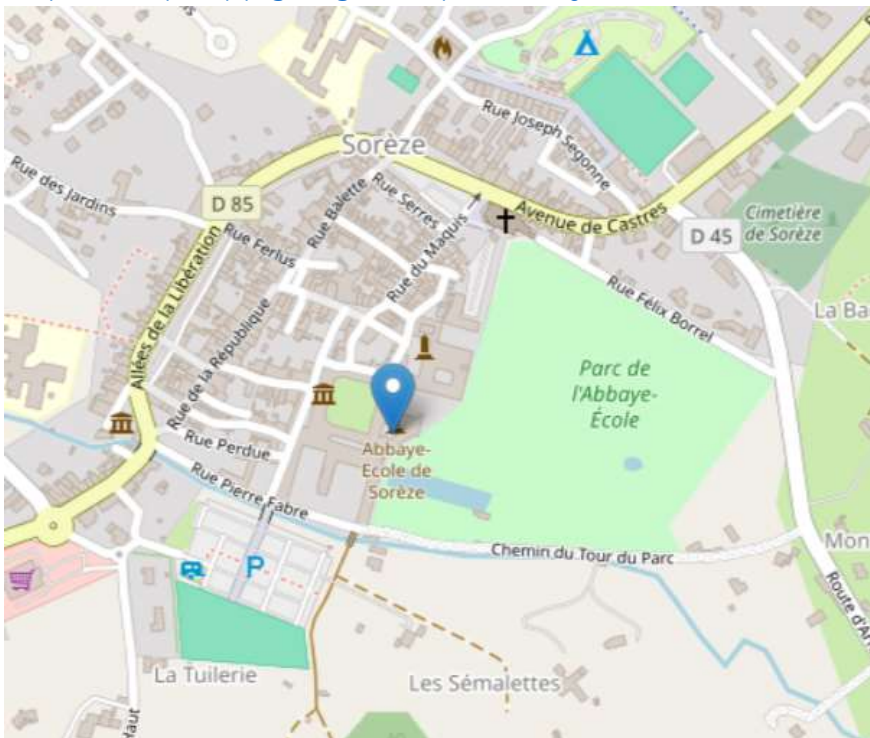 Rue Joseph Segonne
Sorèze
Rue des Jardins
D 85
Rue Balette
Rue Serres
Avenue de Castres
Cimetière
de Sorèze
D 45
Rue Ferlus
Rue du Maquis
Allées de la Libération
Rue Félix Borrel
La Ba
Rue de la République
Parc de
l'Abbaye-
École
Rue Perdue
Abbaye-
Ecole de
Sorèze
Rue Pierre Fabre
Chemin du Tour du Parc
Mon
P
Route d'Arf
La Tuilerie
Les Sémalettes
Haut